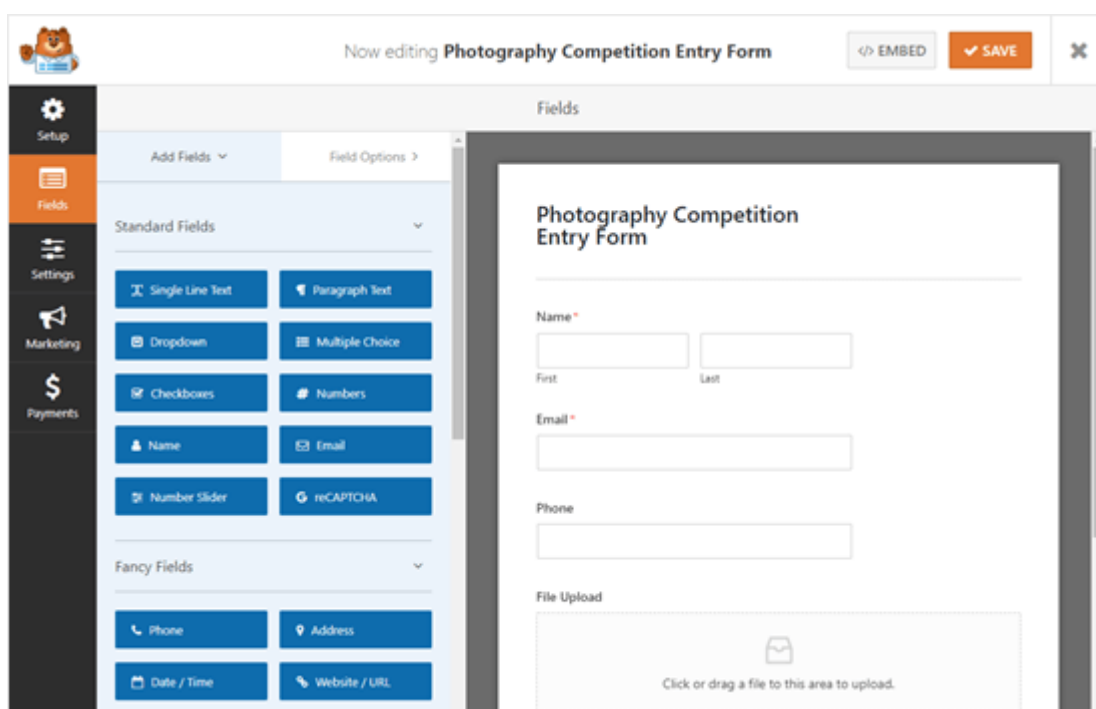 Now editing Photography Competition Entry Form
</> EMBED
SAVE
Setup
Fields
Settings
Marketing
Payments
Fields
Add Fields
Field Options
Standard Fields
Single Line Text
Paragraph Text
Dropdown
Multiple Choice
Checkboxes
Numbers
Name
Email
Number Slider
G reCAPTCHA
Fancy Fields
Phone
Address
Date / Time
Website / URL
Photography Competition
Entry Form
Name*
First
Last
Email*
Phone
File Upload
Click or drag a file to this area to upload.